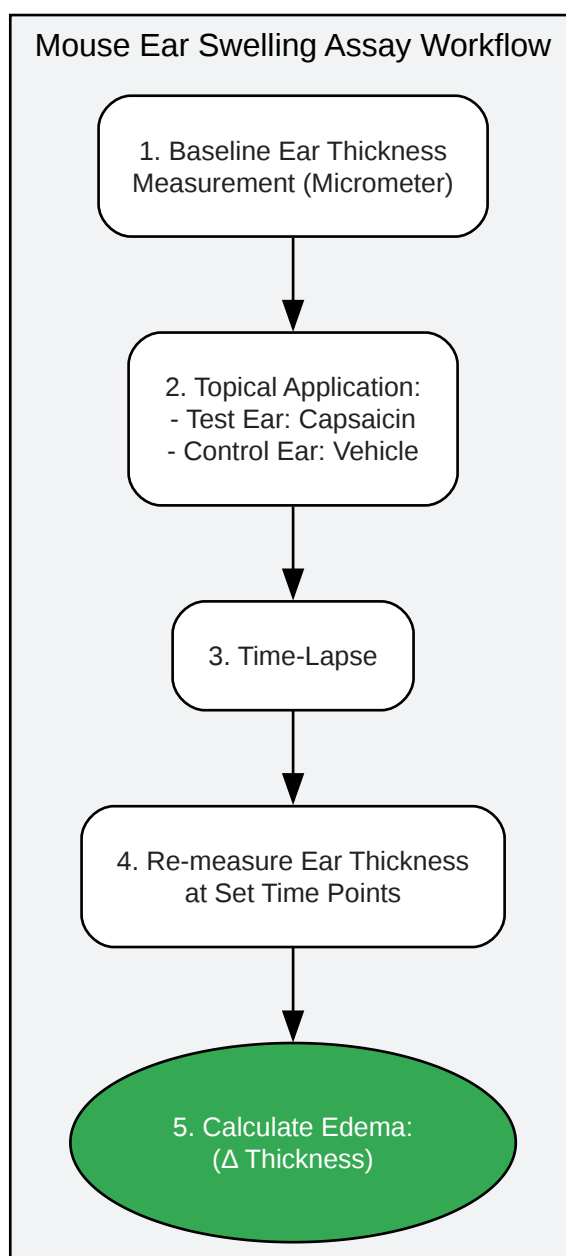 Mouse Ear Swelling Assay Workflow
1. Baseline Ear Thickness
Measurement (Micrometer)
2. Topical Application:
- Test Ear: Capsaicin
- Control Ear: Vehicle
3. Time-Lapse
4. Re-measure Ear Thickness
at Set Time Points
5. Calculate Edema:
(Δ Thickness)